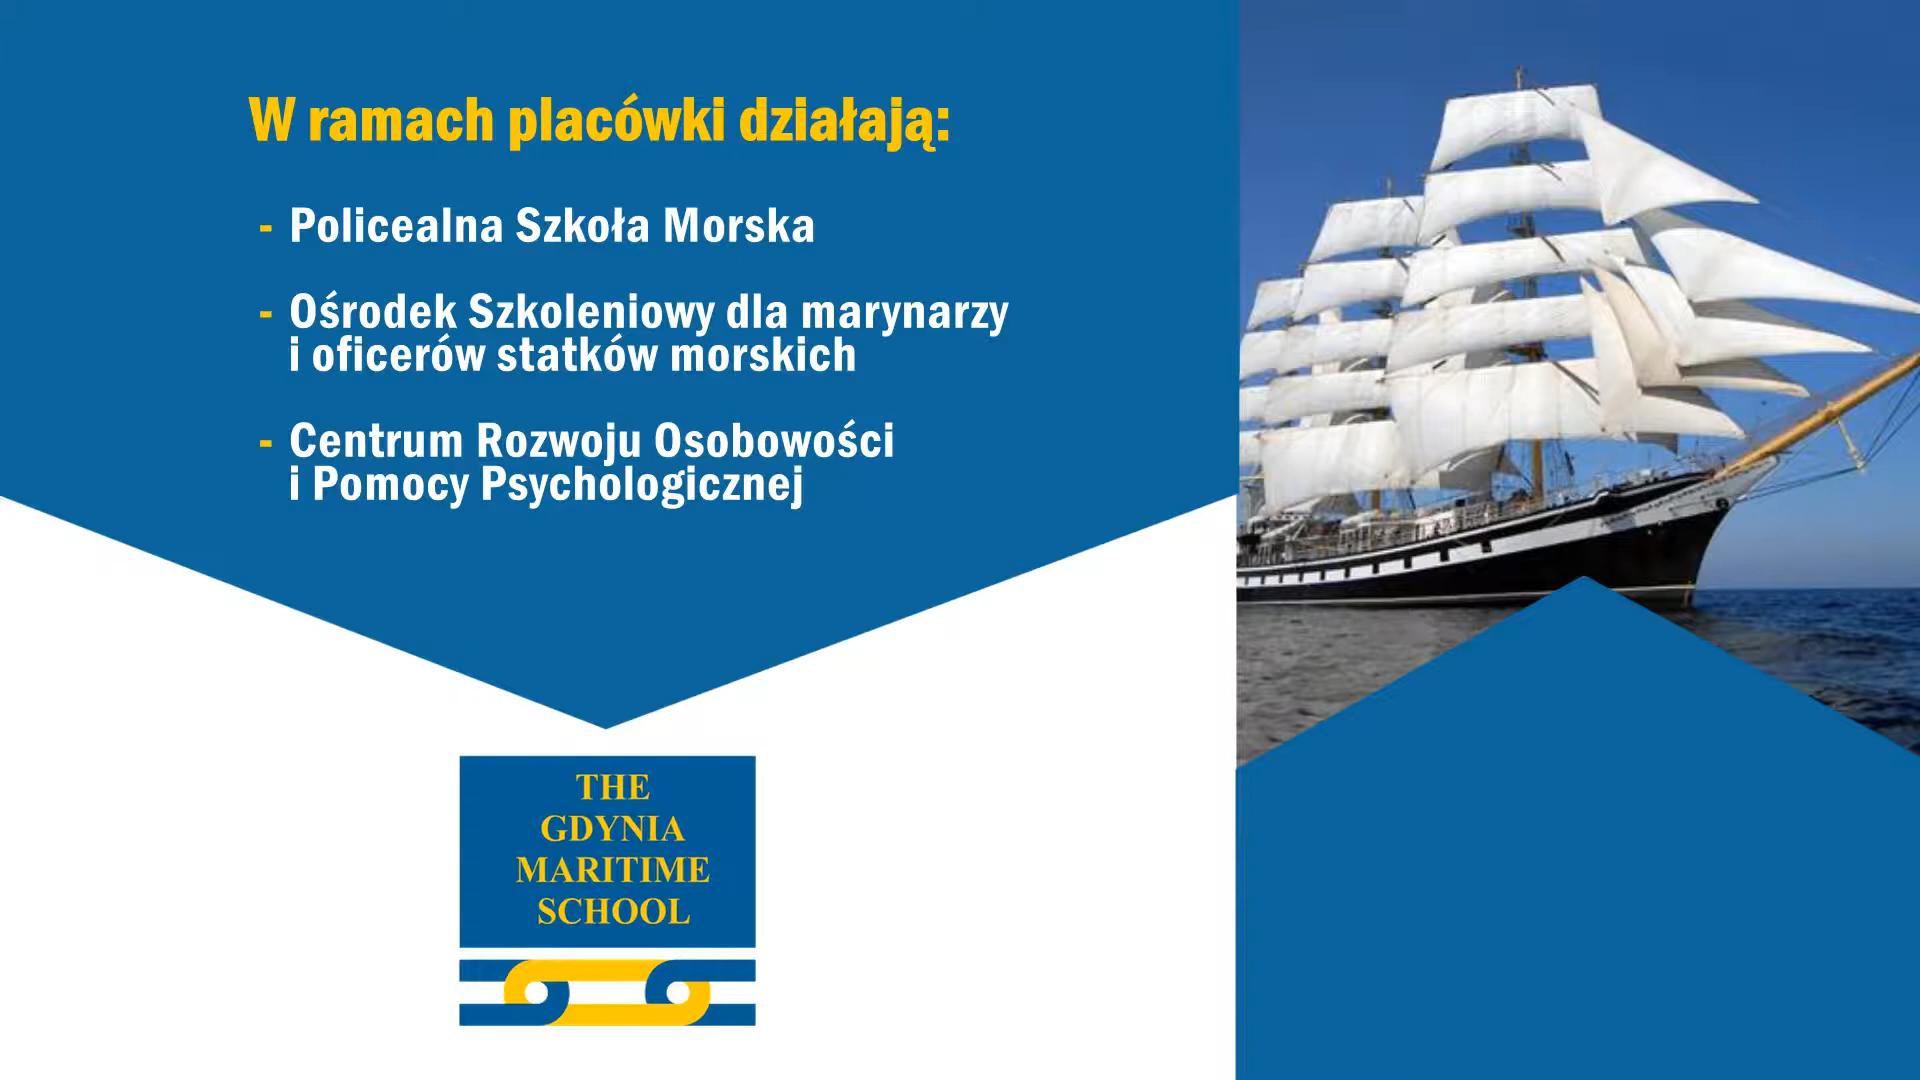 W ramach placówki działają:
- Policealna Szkoła Morska
- Ośrodek Szkoleniowy dla marynarzy
i oficerów statków morskich
- Centrum Rozwoju Osobowości
i Pomocy Psychologicznej
THE
GDYNIA
MARITIME
SCHOOL